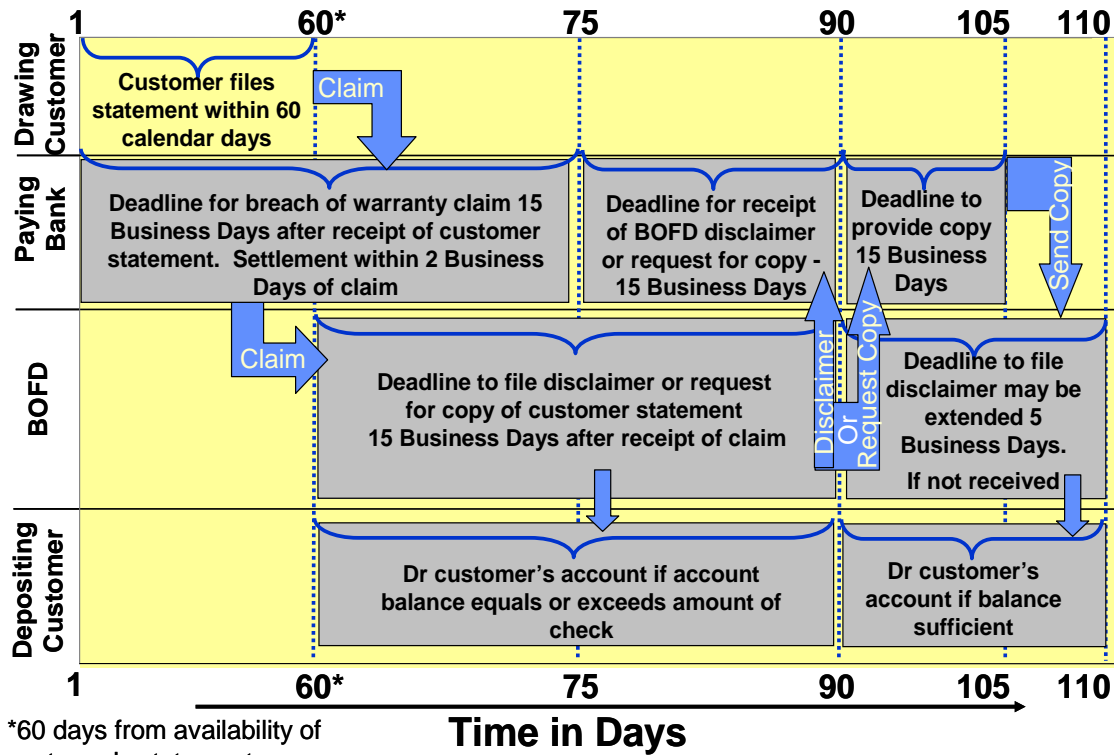 1 60* 75 90 105 110
Drawing
Customer
Customer files
statement within 60
calendar days
Claim
Paying
Bank
Deadline for breach of warranty claim 15
Business Days after receipt of customer
statement. Settlement within 2 Business
Days of claim
Deadline for receipt
of BOFD disclaimer
or request for copy -
15 Business Days
Deadline to
provide copy
15 Business
Days
Send Copy
BOFD
Claim
Deadline to file disclaimer or request
for copy of customer statement
15 Business Days after receipt of claim
Disclaimer
Or
Request Copy
Deadline to file
disclaimer may be
extended 5
Business Days.
If not received
Depositing
Customer
Dr customer's account if account
balance equals or exceeds amount of
check
Dr customer's
account if balance
sufficient
1 60* 75 90 105 110
*60 days from availability of
Time in Days